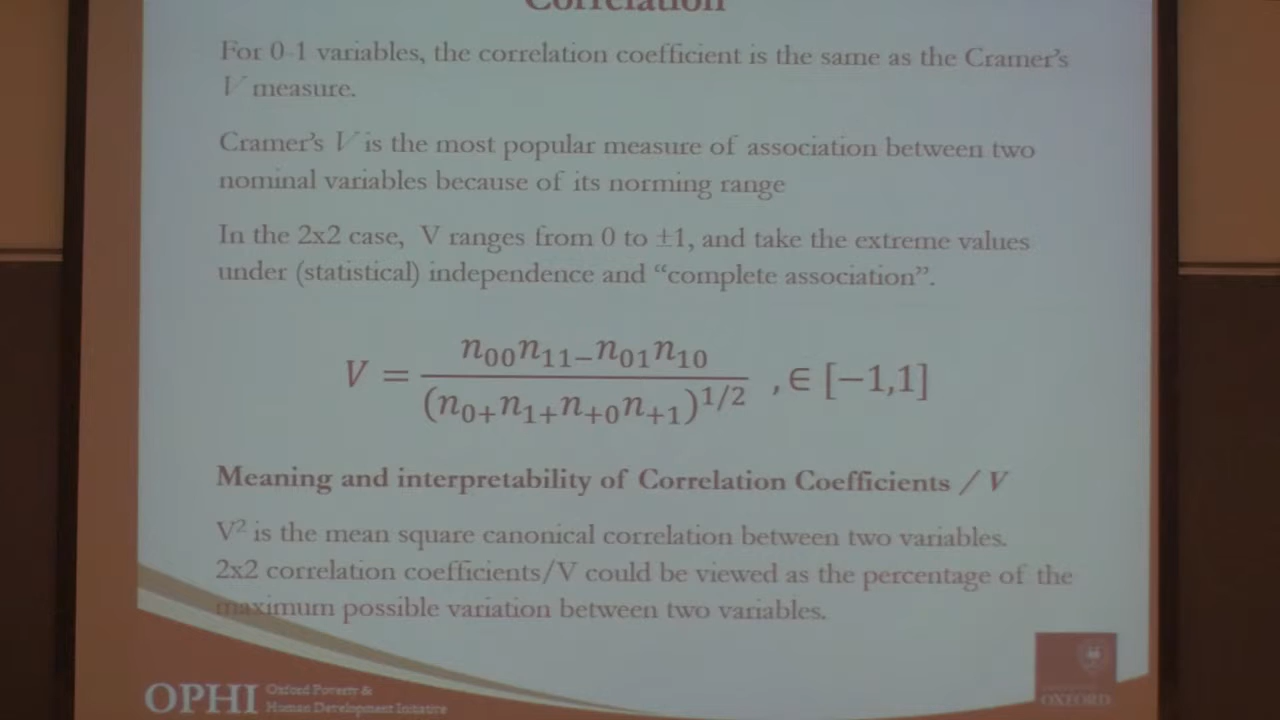 Correlation
For 0-1 variables, the correlation coefficient is the same as the Cramer's
V measure.
Cramer's V is the most popular measure of association between two
nominal variables because of its norming range
In the 2x2 case, V ranges from 0 to ±1, and take the extreme values
under (statistical) independence and “complete association”.
V = n₀₀n₁₁₋n₀₁n₁₀ / (n₀₊n₁₊n₊₀n₊₁)^1/2 , ∈ [−1,1]
Meaning and interpretability of Correlation Coefficients / V
V² is the mean square canonical correlation between two variables.
2x2 correlation coefficients/V could be viewed as the percentage of the
maximum possible variation between two variables.
OPHI Oxford Poverty &
Human Development Initiative
OXFORD